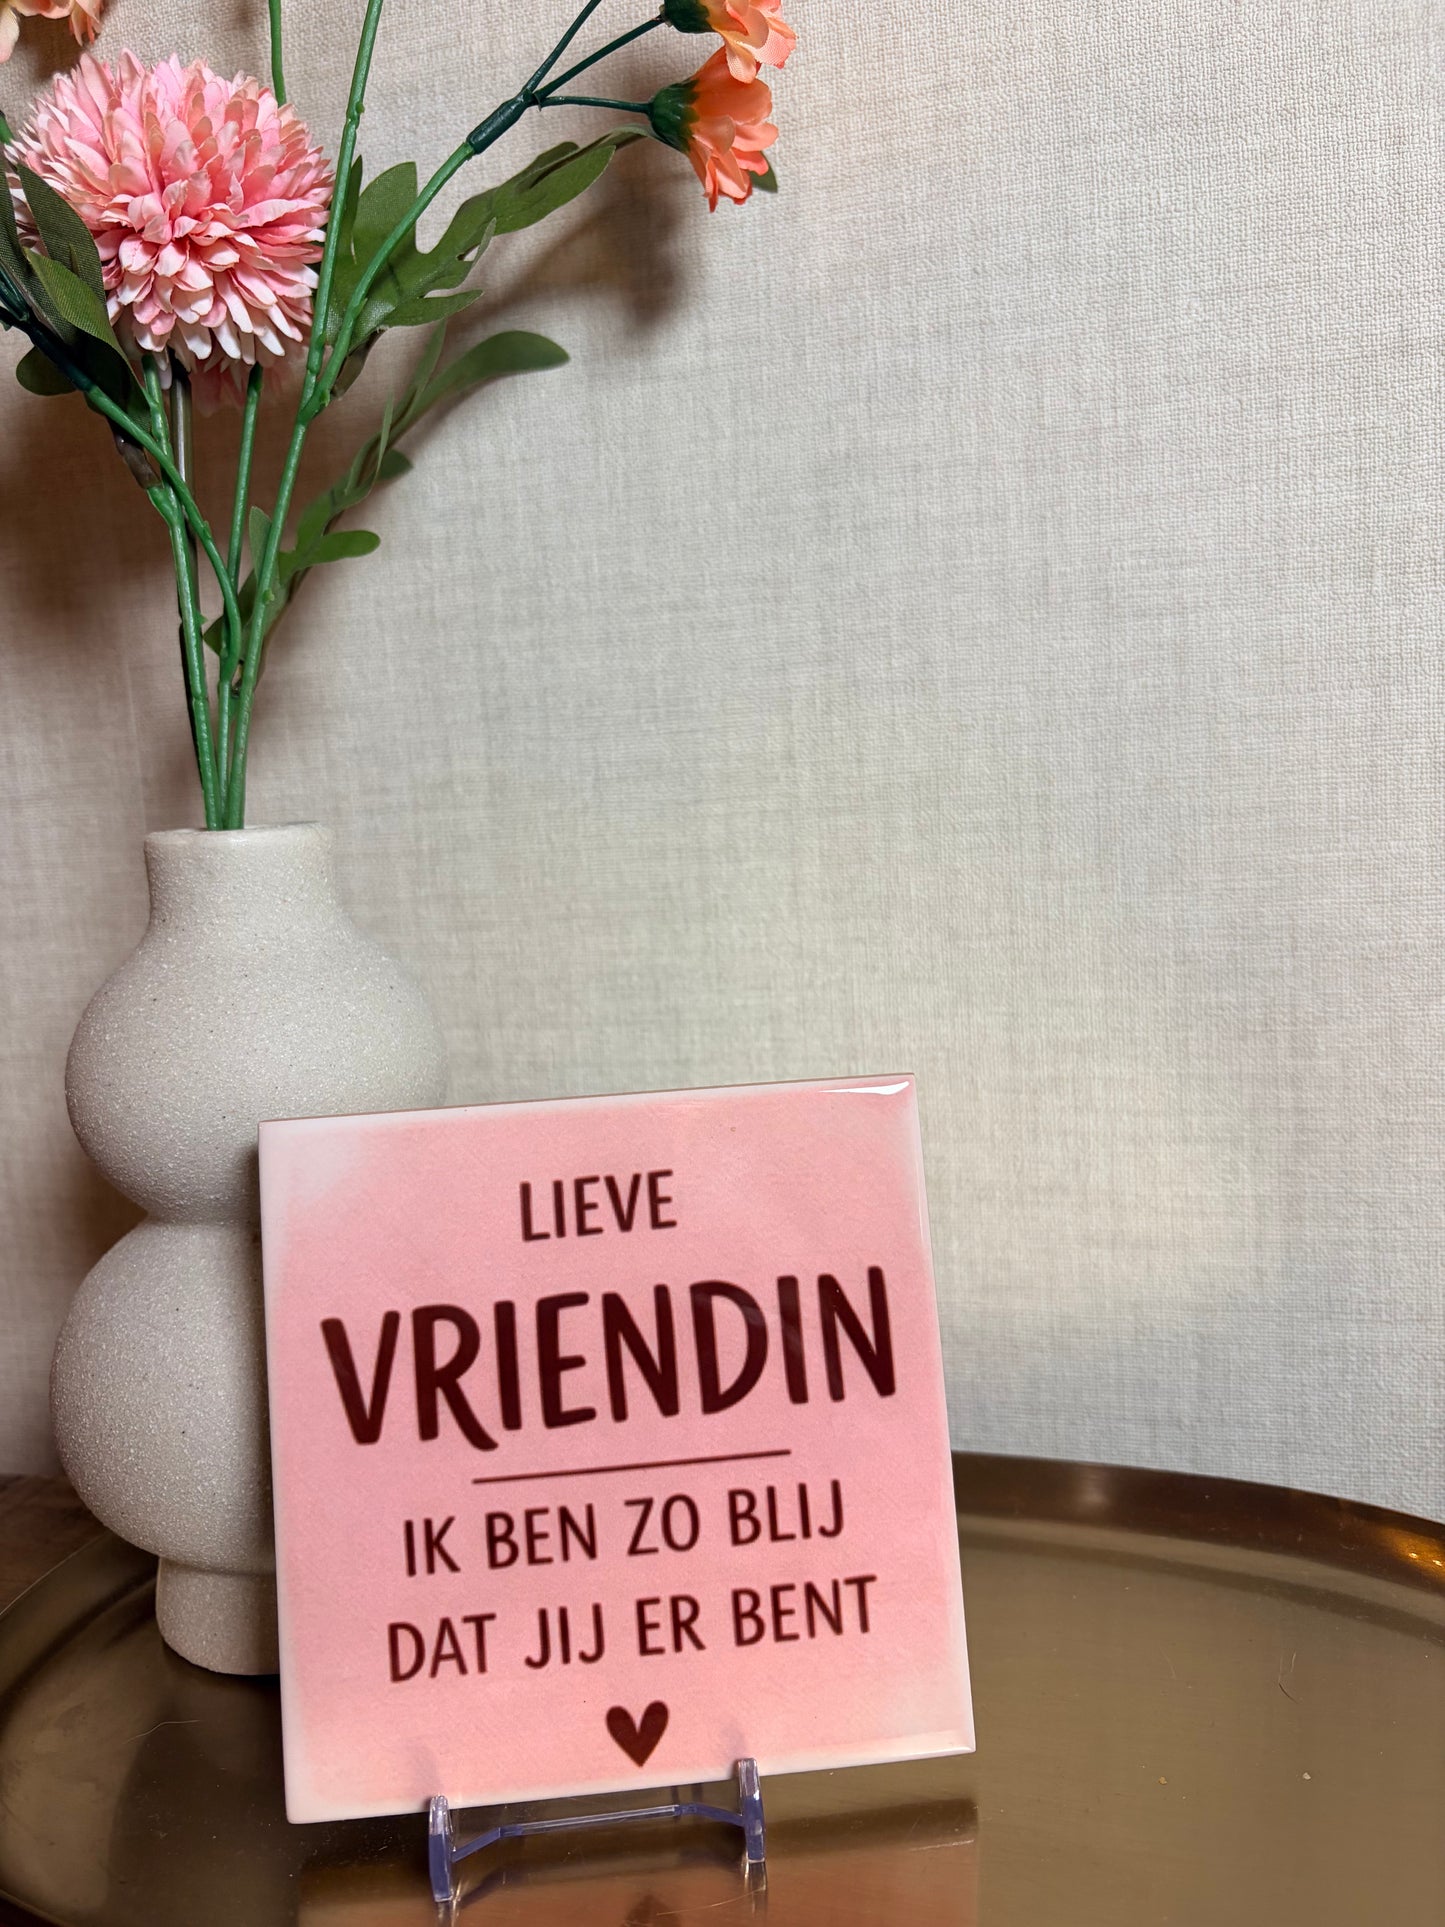 LIEVE
VRIENDIN
IK BEN ZO BLIJ
DAT JIJ ER BENT